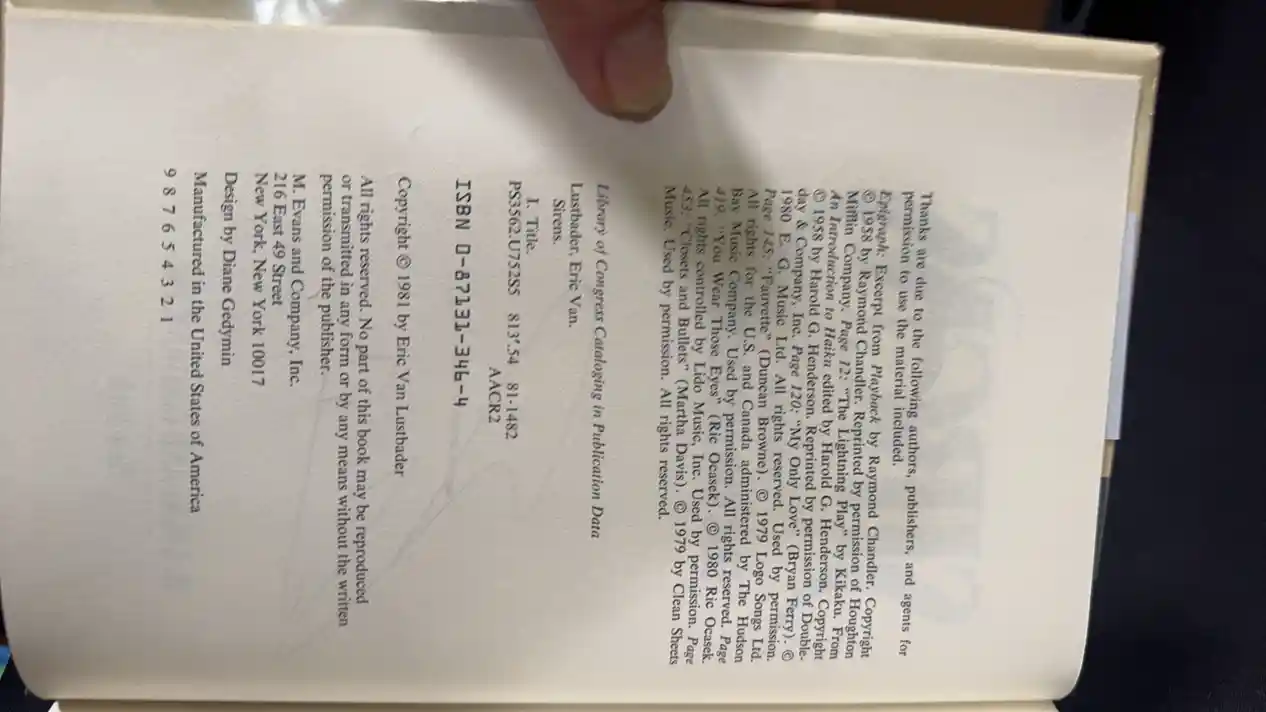 Thanks are due to the following authors, publishers, and agents for
permission to use the material included.
Epigraph: Excerpt from Playback by Raymond Chandler, Copyright
© 1958 by Raymond Chandler. Reprinted by permission of Houghton
Mifflin Company. Page 12: "The Lightning Play" by Kikaku. From
An Introduction to Haiku edited by Harold G. Henderson. Copyright
© 1958 by Harold G. Henderson. Reprinted by permission of Double-
day & Company, Inc. Page 120: "My Only Love" (Bryan Ferry). ©
1980 E. G. Music Ltd. All rights reserved. Used by permission.
Page 145: "Fauvette" (Duncan Browne). © 1979 Logo Songs Ltd.
All rights for the U.S. and Canada administered by The Hudson
Bay Music Company. Used by permission. All rights reserved. Page
419: "You Wear Those Eyes" (Ric Ocasek). © 1980 Ric Ocasek.
All rights controlled by Lido Music, Inc. Used by permission. Page
453: "Closets and Bullets" (Martha Davis). © 1979 by Clean Sheets
Music. Used by permission. All rights reserved.
Library of Congress Cataloging in Publication Data
Lustbader, Eric Van.
Sirens.
I. Title.
PS3562.U752S5 813'.54 81-1482
AACR2
ISBN 0-87131-346-4
Copyright © 1981 by Eric Van Lustbader
All rights reserved. No part of this book may be reproduced
or transmitted in any form or by any means without the written
permission of the publisher.
M. Evans and Company, Inc.
216 East 49 Street
New York, New York 10017
Design by Diane Gedymin
Manufactured in the United States of America
9 8 7 6 5 4 3 2 1